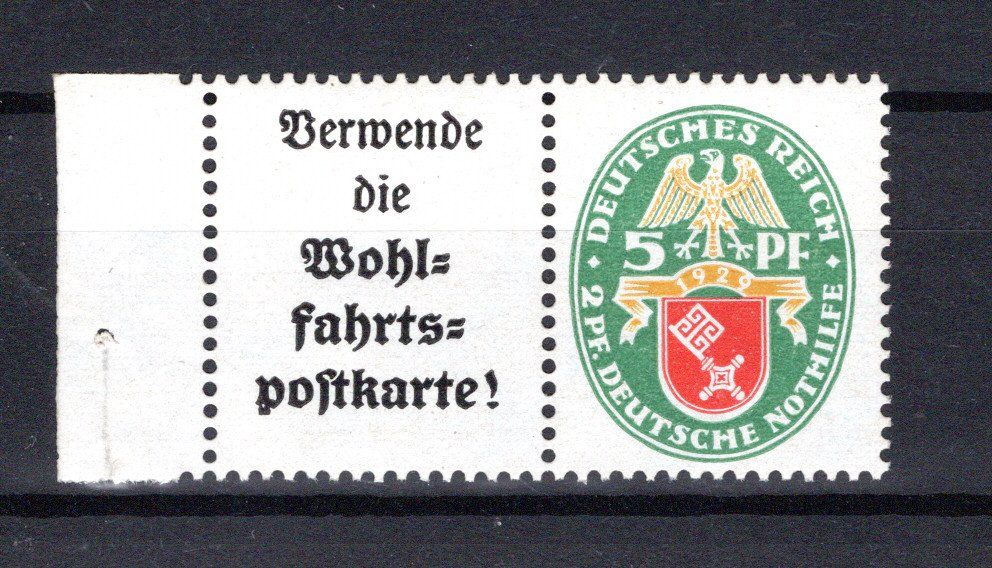 Verwende
die
Wohl=
fahrts=
postkarte!
DEUTSCHES REICH
5 PF
1929
2 PF. DEUTSCHE NOTHILFE